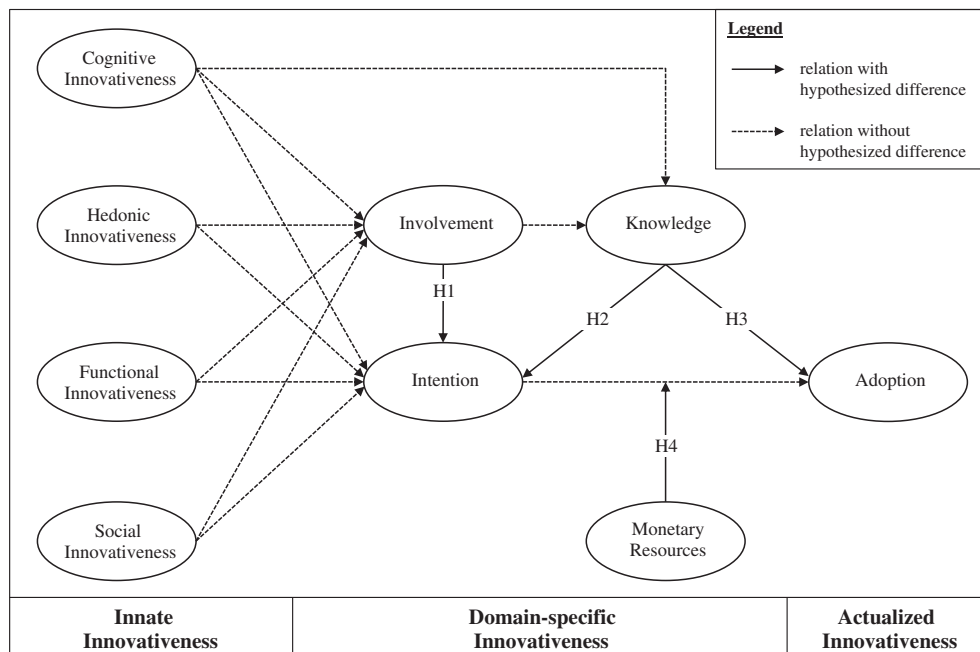 Legend
relation with
hypothesized difference
relation without
hypothesized difference
Cognitive
Innovativeness
Hedonic
Innovativeness
Involvement
Knowledge
H1
H2
H3
Functional
Innovativeness
Intention
Adoption
H4
Social
Innovativeness
Monetary
Resources
Innate
Innovativeness
Domain-specific
Innovativeness
Actualized
Innovativeness